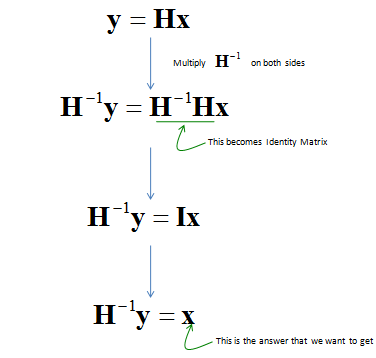 y = Hx
Multiply H⁻¹ on both sides
H⁻¹y = H⁻¹Hx
This becomes Identity Matrix
H⁻¹y = Ix
H⁻¹y = x
This is the answer that we want to get